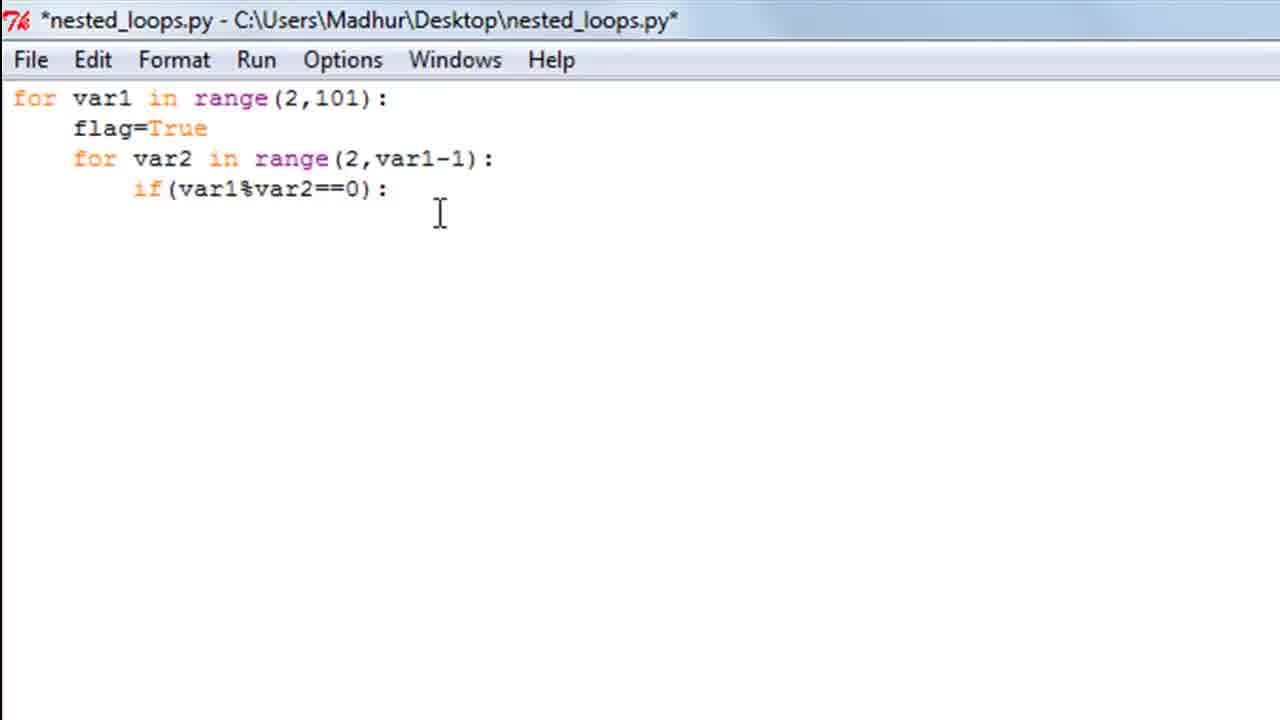 *nested_loops.py - C:\Users\Madhur\Desktop\nested_loops.py*
File Edit Format Run Options Windows Help
for var1 in range(2,101):
    flag=True
    for var2 in range(2,var1-1):
        if(var1%var2==0):